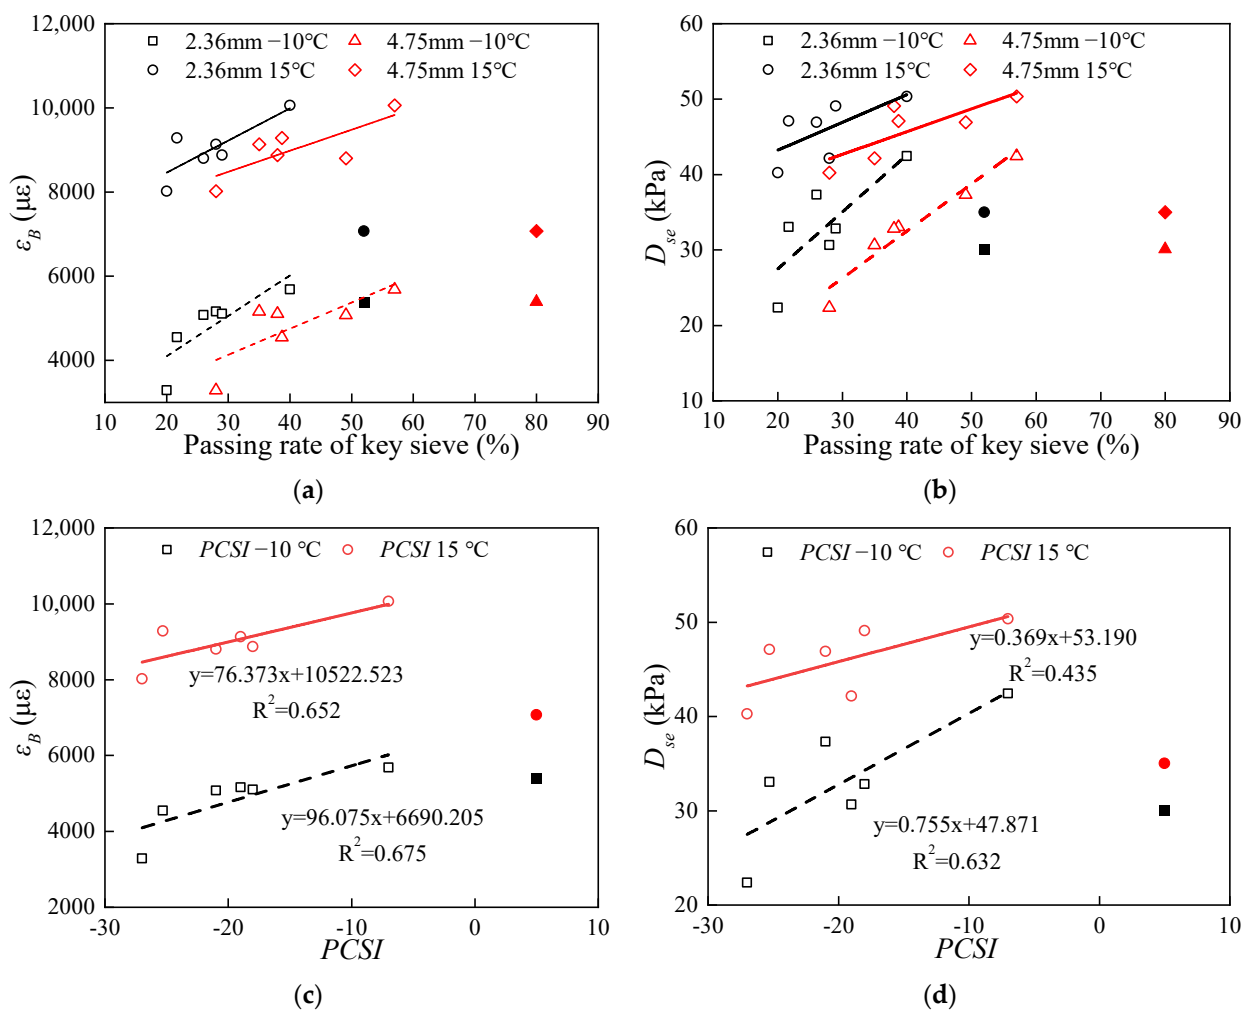 12,000
10,000
8000
6000
4000
ε_B (με)
2.36mm −10℃
4.75mm −10℃
2.36mm 15℃
4.75mm 15℃
10 20 30 40 50 60 70 80 90
Passing rate of key sieve (%)
(a)
60
50
40
30
20
10
D_se (kPa)
2.36mm −10℃
4.75mm −10℃
2.36mm 15℃
4.75mm 15℃
10 20 30 40 50 60 70 80 90
Passing rate of key sieve (%)
(b)
12,000
10,000
8000
6000
4000
2000
ε_B (με)
PCSI −10 ℃
PCSI 15 ℃
y=76.373x+10522.523
R²=0.652
y=96.075x+6690.205
R²=0.675
-30 -20 -10 0 10
PCSI
(c)
60
50
40
30
20
D_se (kPa)
PCSI −10 ℃
PCSI 15 ℃
y=0.369x+53.190
R²=0.435
y=0.755x+47.871
R²=0.632
-30 -20 -10 0 10
PCSI
(d)